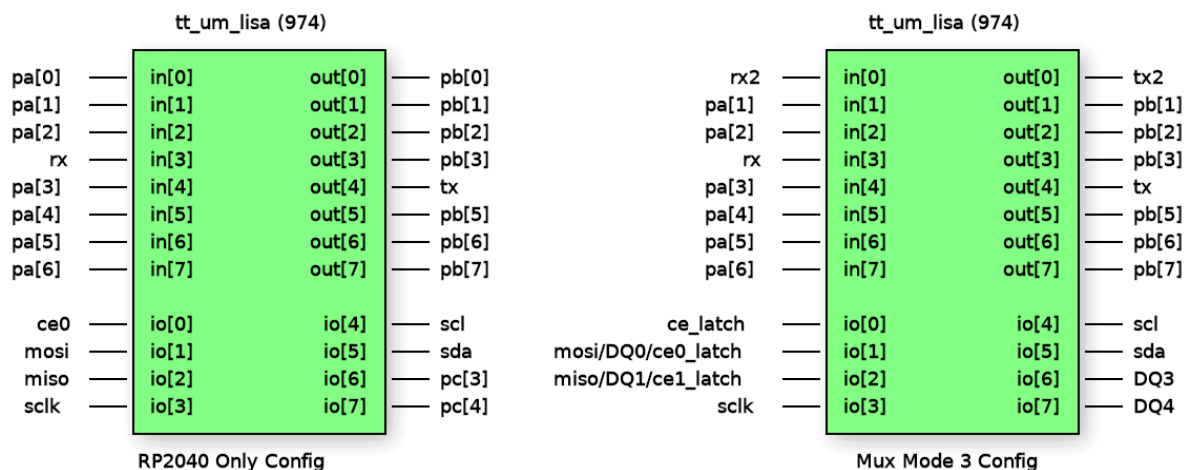 tt_um_lisa (974) tt_um_lisa (974)
pa[0] in[0] out[0] pb[0] rx2 in[0] out[0] tx2
pa[1] in[1] out[1] pb[1] pa[1] in[1] out[1] pb[1]
pa[2] in[2] out[2] pb[2] pa[2] in[2] out[2] pb[2]
rx in[3] out[3] pb[3] rx in[3] out[3] pb[3]
pa[3] in[4] out[4] tx pa[3] in[4] out[4] tx
pa[4] in[5] out[5] pb[5] pa[4] in[5] out[5] pb[5]
pa[5] in[6] out[6] pb[6] pa[5] in[6] out[6] pb[6]
pa[6] in[7] out[7] pb[7] pa[6] in[7] out[7] pb[7]
ce0 io[0] io[4] scl ce_latch io[0] io[4] scl
mosi io[1] io[5] sda mosi/DQ0/ce0_latch io[1] io[5] sda
miso io[2] io[6] pc[3] miso/DQ1/ce1_latch io[2] io[6] DQ3
sclk io[3] io[7] pc[4] sclk io[3] io[7] DQ4
RP2040 Only Config Mux Mode 3 Config